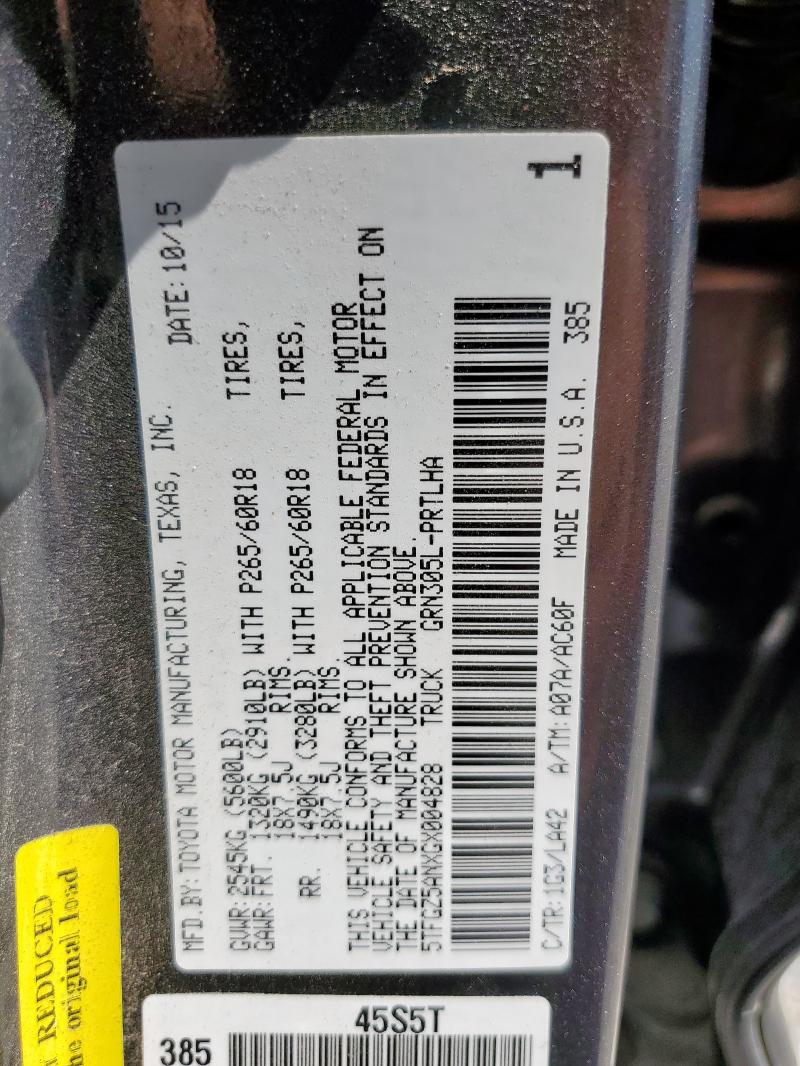 MFD.BY:TOYOTA MOTOR MANUFACTURING, TEXAS, INC. DATE:10/15
GVWR:2545KG (5600LB)
GAWR:FRT. 1320KG (2910LB) WITH P265/60R18 TIRES,
18X7.5J RIMS.
RR. 1490KG (3280LB) WITH P265/60R18 TIRES,
18X7.5J RIMS.
THIS VEHICLE CONFORMS TO ALL APPLICABLE FEDERAL MOTOR
VEHICLE SAFETY AND THEFT PREVENTION STANDARDS IN EFFECT ON
THE DATE OF MANUFACTURE SHOWN ABOVE.
5TFGZ5ANXGX004828 TRUCK GRN305L-PRTLHA
C/TR:1G3/LA42 A/TM:A07A/AC60F MADE IN U.S.A. 385
1
REDUCED
original load
45S5T
385